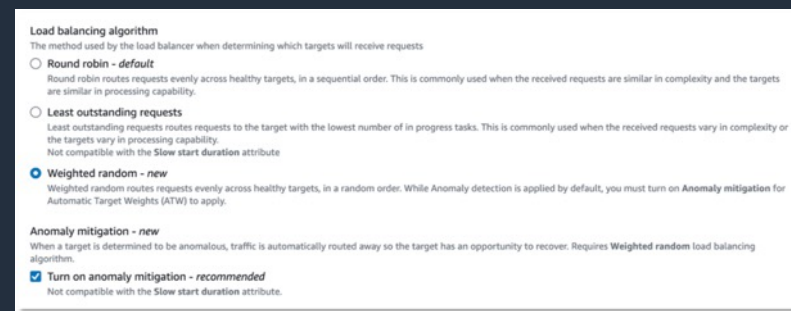 Load balancing algorithm
The method used by the load balancer when determining which targets will receive requests
Round robin - default
Round robin routes requests evenly across healthy targets, in a sequential order. This is commonly used when the received requests are similar in complexity and the targets
are similar in processing capability.
Least outstanding requests
Least outstanding requests routes requests to the target with the lowest number of in progress tasks. This is commonly used when the received requests vary in complexity or
the targets vary in processing capability.
Not compatible with the Slow start duration attribute
Weighted random - new
Weighted random routes requests evenly across healthy targets, in a random order. While Anomaly detection is applied by default, you must turn on Anomaly mitigation for
Automatic Target Weights (ATW) to apply.
Anomaly mitigation - new
When a target is determined to be anomalous, traffic is automatically routed away so the target has an opportunity to recover. Requires Weighted random load balancing
algorithm.
Turn on anomaly mitigation - recommended
Not compatible with the Slow start duration attribute.